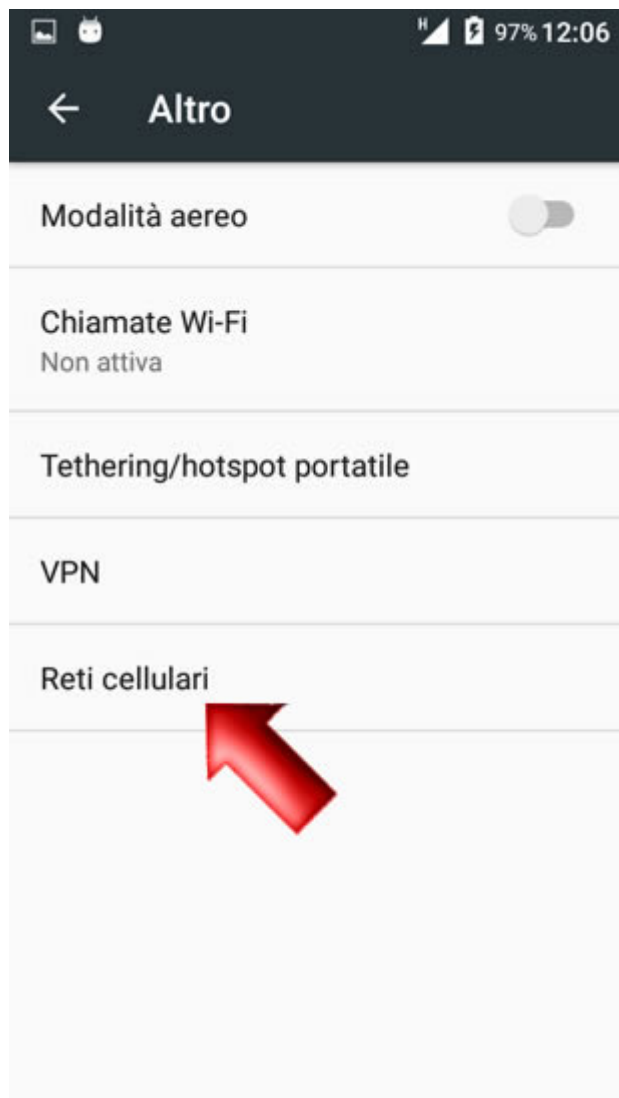 H 97% 12:06
Altro
Modalità aereo
Chiamate Wi-Fi
Non attiva
Tethering/hotspot portatile
VPN
Reti cellulari